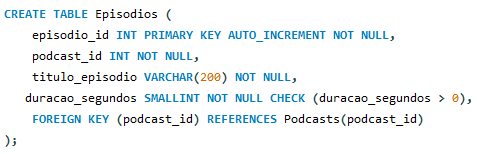 CREATE TABLE Episodios (
    episodio_id INT PRIMARY KEY AUTO_INCREMENT NOT NULL,
    podcast_id INT NOT NULL,
    titulo_episodio VARCHAR(200) NOT NULL,
   duracao_segundos SMALLINT NOT NULL CHECK (duracao_segundos > 0),
    FOREIGN KEY (podcast_id) REFERENCES Podcasts(podcast_id)
);